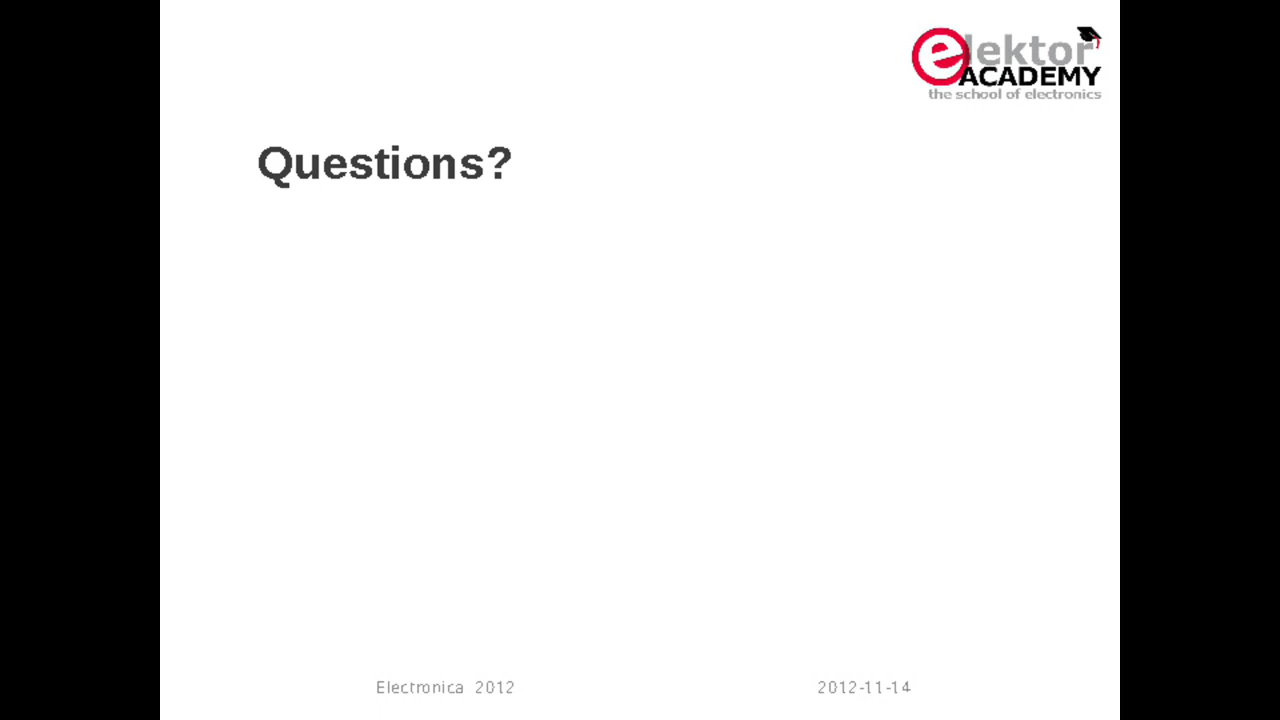 elektor
ACADEMY
the school of electronics
Questions?
Electronica 2012
2012-11-14